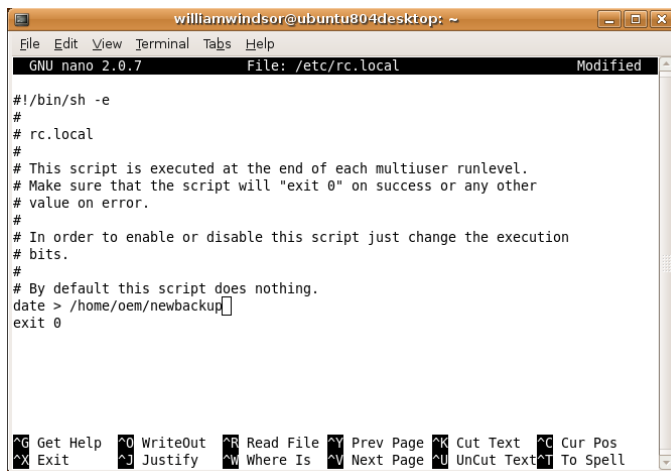 williamwindsor@ubuntu804desktop: ~
File Edit View Terminal Tabs Help
GNU nano 2.0.7 File: /etc/rc.local Modified
#!/bin/sh -e
#
# rc.local
#
# This script is executed at the end of each multiuser runlevel.
# Make sure that the script will "exit 0" on success or any other
# value on error.
#
# In order to enable or disable this script just change the execution
# bits.
#
# By default this script does nothing.
date > /home/oem/newbackup
exit 0
^G Get Help ^O WriteOut ^R Read File ^Y Prev Page ^K Cut Text ^C Cur Pos
^X Exit ^J Justify ^W Where Is ^V Next Page ^U UnCut Text ^T To Spell